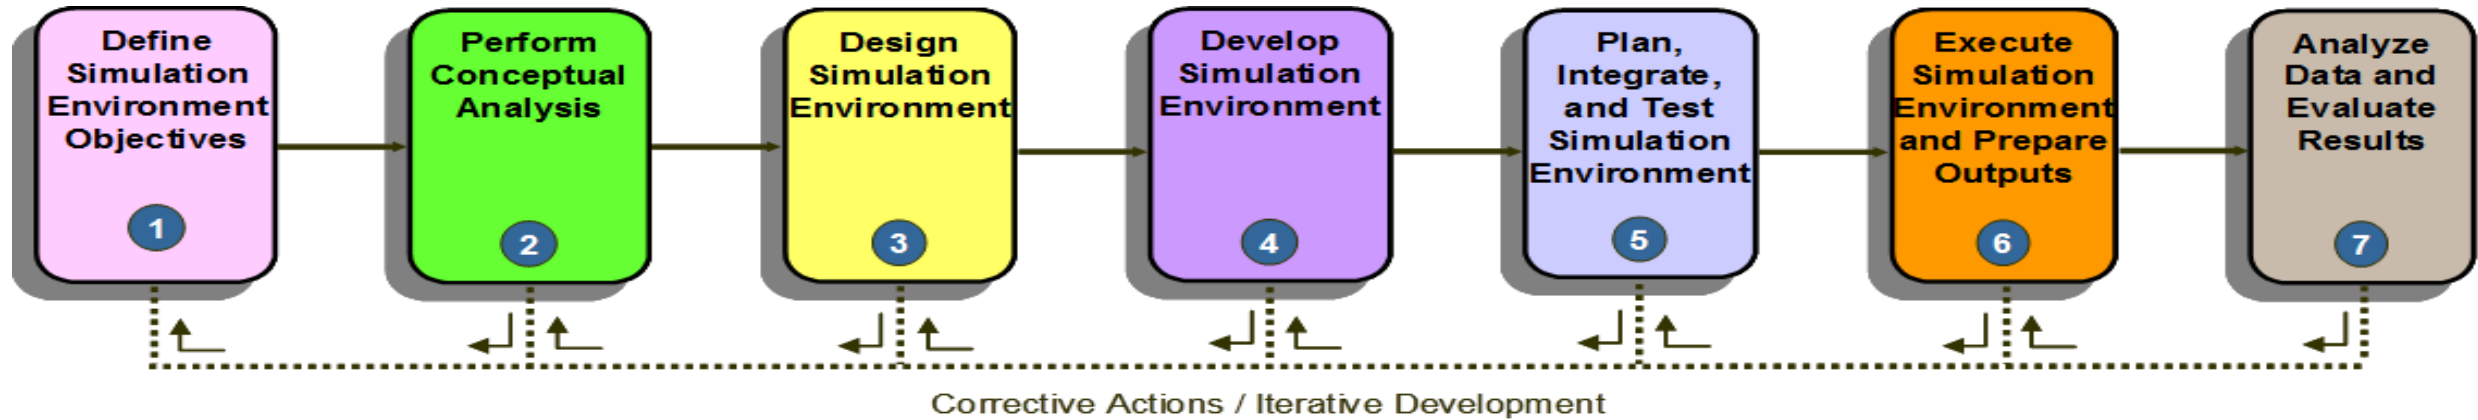 Define
Simulation
Environment
Objectives
1
Perform
Conceptual
Analysis
2
Design
Simulation
Environment
3
Develop
Simulation
Environment
4
Plan,
Integrate,
and Test
Simulation
Environment
5
Execute
Simulation
Environment
and Prepare
Outputs
6
Analyze
Data and
Evaluate
Results
7
Corrective Actions / Iterative Development